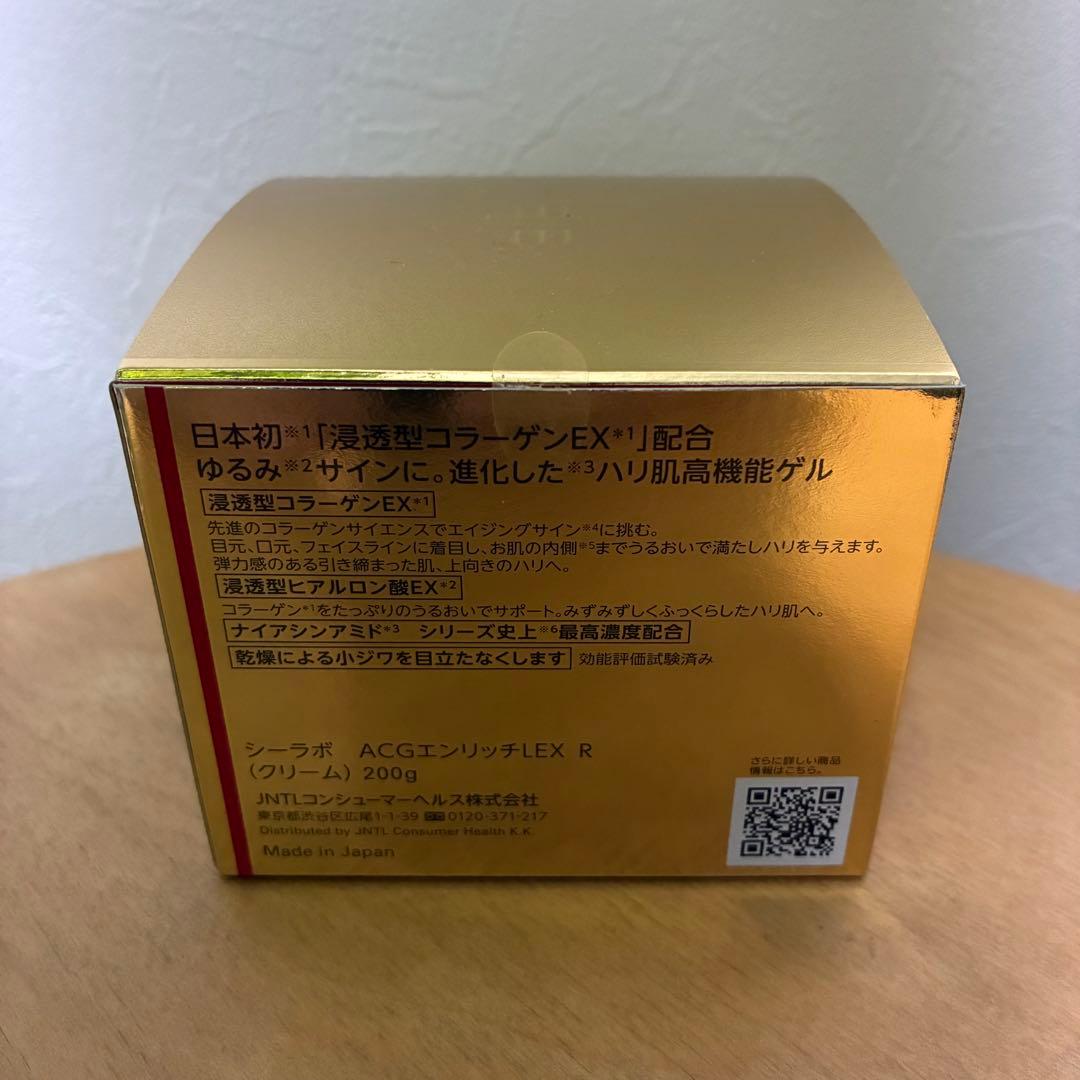 日本初※1「浸透型コラーゲンEX*1」配合
ゆるみ※2サインに。進化した※3ハリ肌高機能ゲル
浸透型コラーゲンEX*1
先進のコラーゲンサイエンスでエイジングサイン※4に挑む。
目元、口元、フェイスラインに着目し、お肌の内側※5までうるおいで満たしハリを与えます。
弾力感のある引き締まった肌、上向きのハリへ。
浸透型ヒアルロン酸EX*2
コラーゲン*1をたっぷりのうるおいでサポート。みずみずしくふっくらしたハリ肌へ。
ナイアシンアミド*3 シリーズ史上※6最高濃度配合
乾燥による小ジワを目立たなくします 効能評価試験済み
シーラボ ACGエンリッチLEX R
(クリーム) 200g
JNTLコンシューマーヘルス株式会社
東京都渋谷区広尾1-1-39 0120-371-217
Distributed by JNTL Consumer Health K.K.
Made in Japan
さらに詳しい商品
情報はこちら。